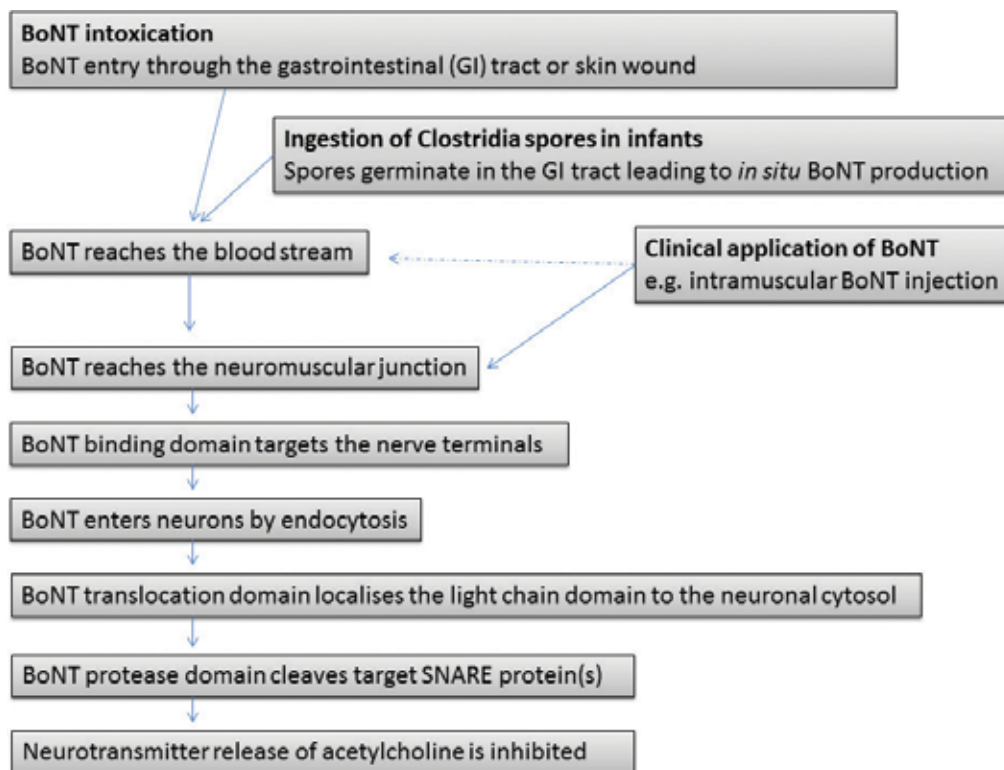 BoNT intoxication
BoNT entry through the gastrointestinal (GI) tract or skin wound
Ingestion of Clostridia spores in infants
Spores germinate in the GI tract leading to in situ BoNT production
BoNT reaches the blood stream
Clinical application of BoNT
e.g. intramuscular BoNT injection
BoNT reaches the neuromuscular junction
BoNT binding domain targets the nerve terminals
BoNT enters neurons by endocytosis
BoNT translocation domain localises the light chain domain to the neuronal cytosol
BoNT protease domain cleaves target SNARE protein(s)
Neurotransmitter release of acetylcholine is inhibited